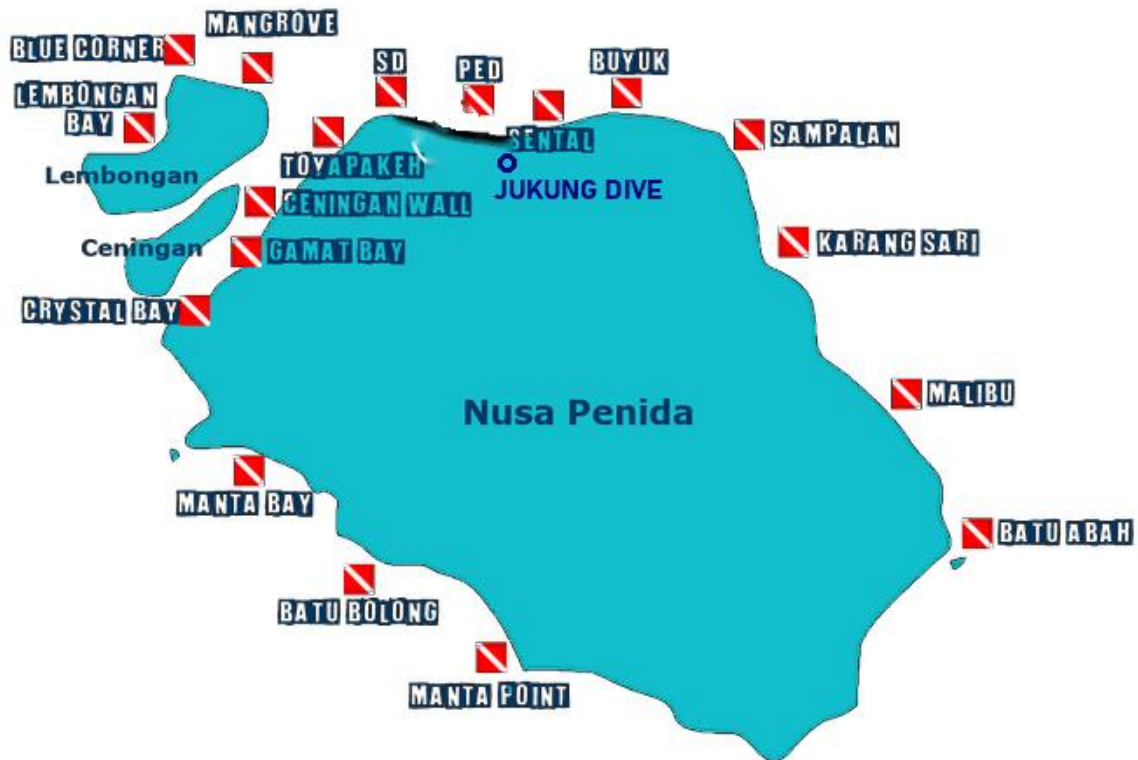 MANGROVE
BLUE CORNER
LEMBONGAN
BAY
SD
PED
BUYUK
SENTAL
SAMPALAN
TOYAPAKEH
Lembongan
JUKUNG DIVE
CENINGAN WALL
Ceningan
GAMAT BAY
KARANG SARI
CRYSTAL BAY
MALIBU
Nusa Penida
MANTA BAY
BATU ABAH
BATU BOLONG
MANTA POINT